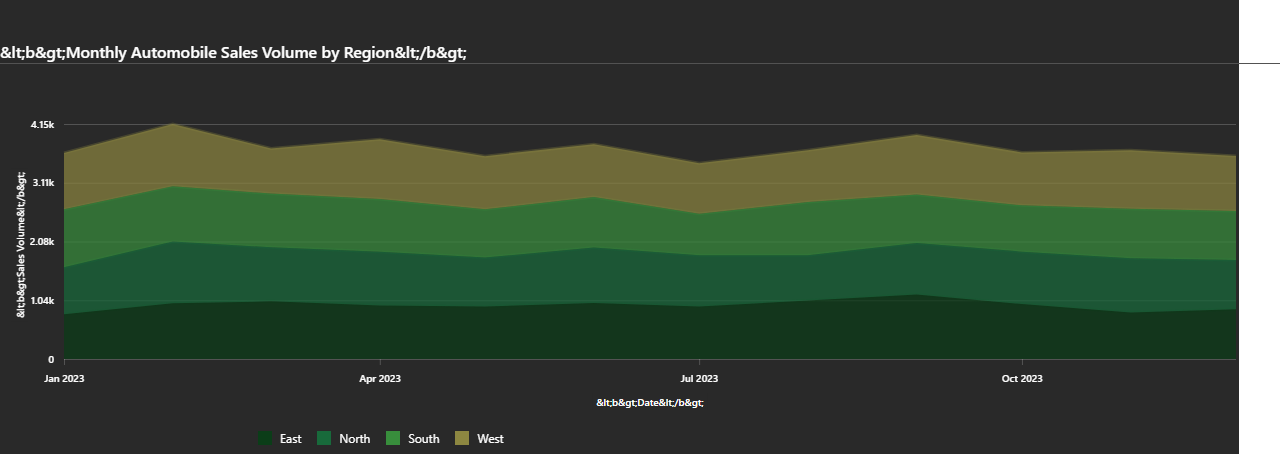 &lt;b&gt;Monthly Automobile Sales Volume by Region&lt;/b&gt;
4.15k
3.11k
2.08k
1.04k
0
&lt;b&gt;Sales Volume&lt;/b&gt;
Jan 2023 Apr 2023 Jul 2023 Oct 2023
&lt;b&gt;Date&lt;/b&gt;
East North South West